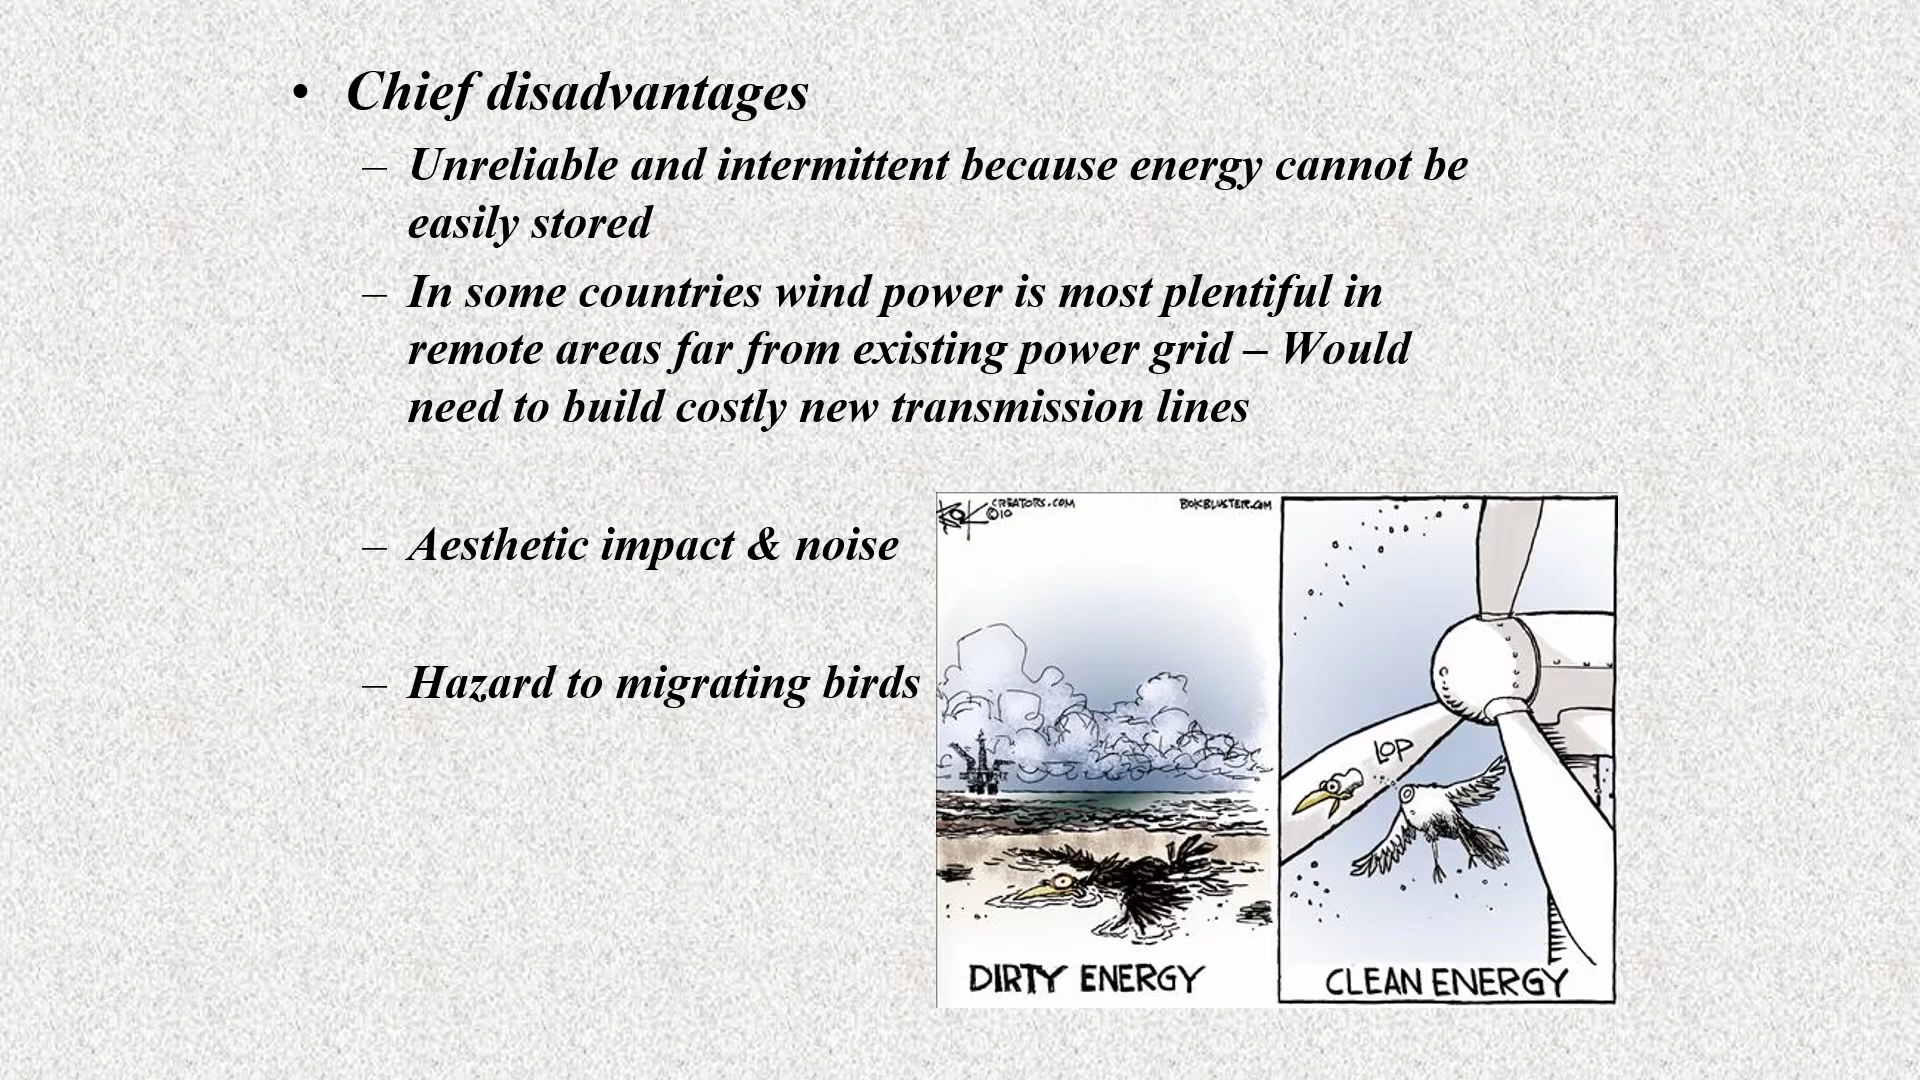 • Chief disadvantages
– Unreliable and intermittent because energy cannot be
easily stored
– In some countries wind power is most plentiful in
remote areas far from existing power grid – Would
need to build costly new transmission lines
– Aesthetic impact & noise
– Hazard to migrating birds
BOK
CREATORS.COM
©10
BOKBLUSTER.COM
LOP
DIRTY ENERGY
CLEAN ENERGY